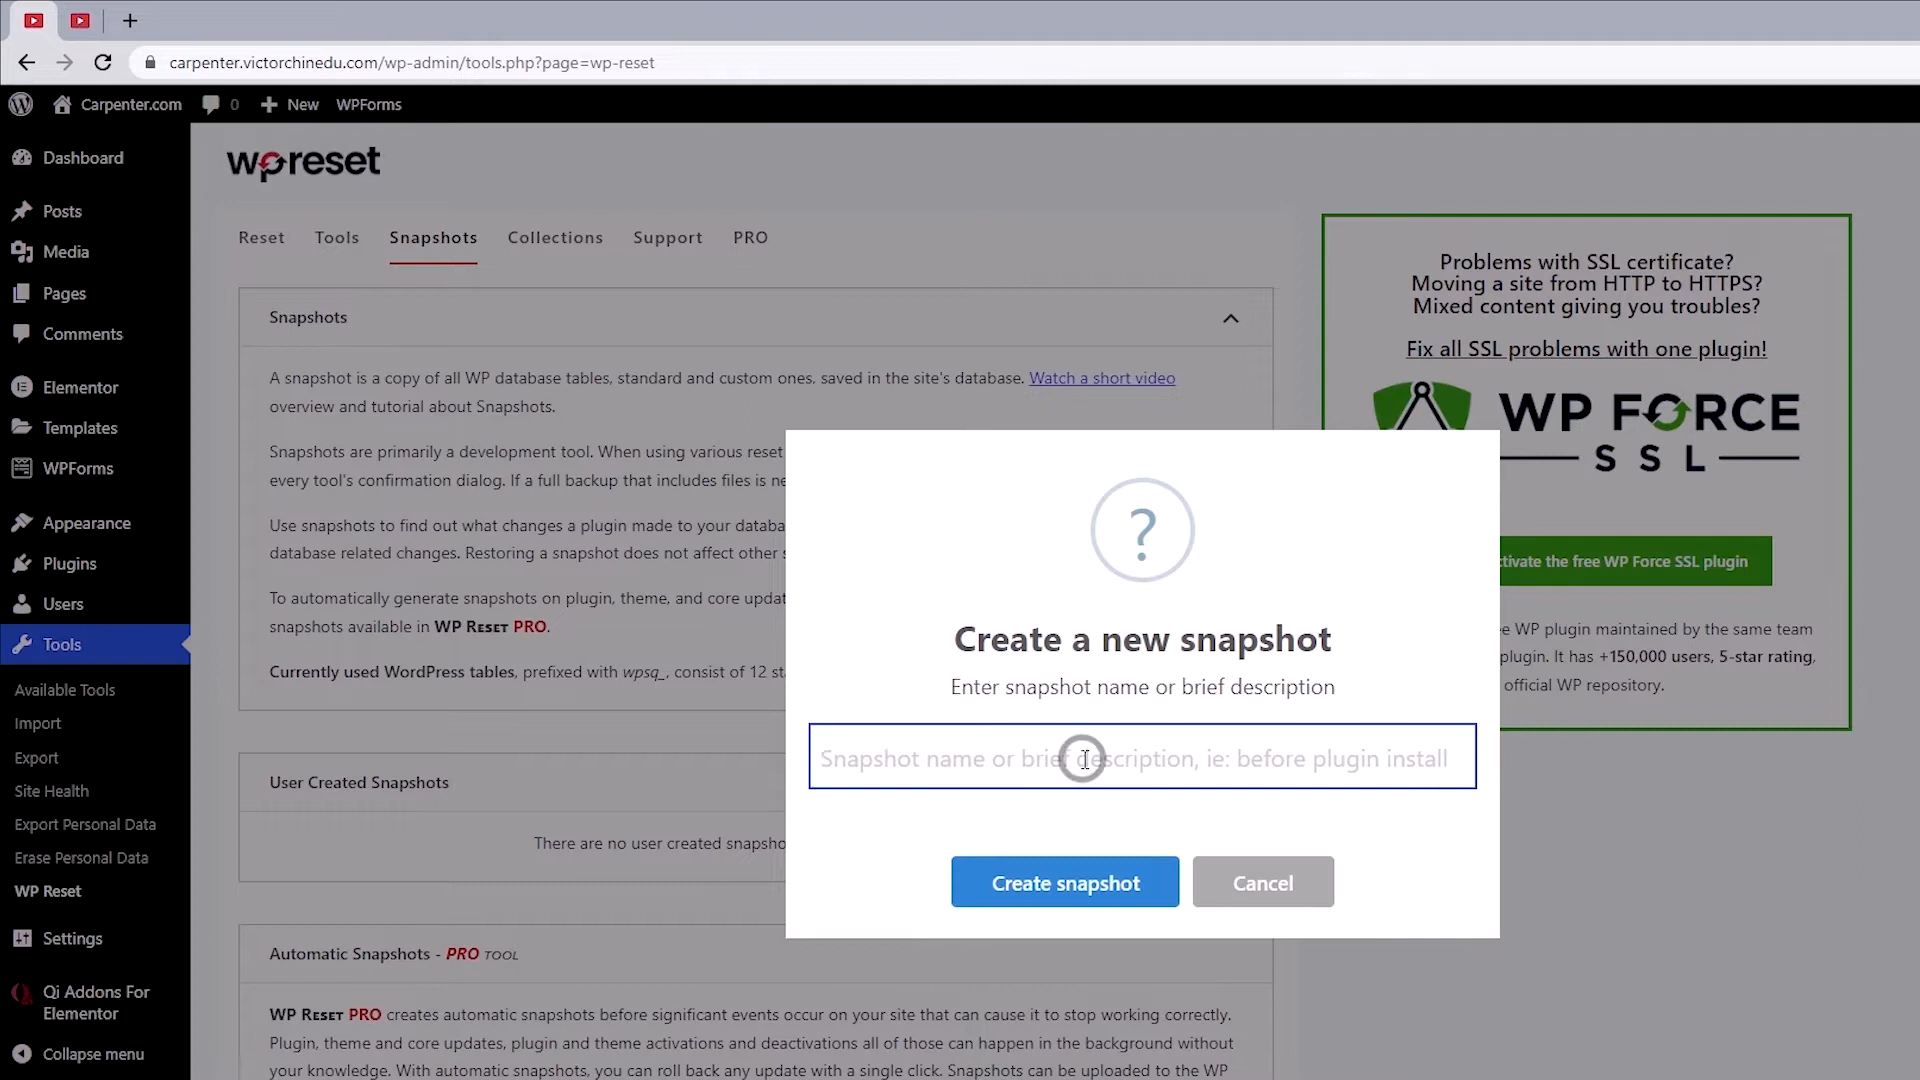 carpenter.victorchinedu.com/wp-admin/tools.php?page=wp-reset
Carpenter.com 0 New WPForms
Dashboard
Posts
Media
Pages
Comments
Elementor
Templates
WPForms
Appearance
Plugins
Users
Tools
Available Tools
Import
Export
Site Health
Export Personal Data
Erase Personal Data
WP Reset
Settings
Qi Addons For
Elementor
Collapse menu
wpreset
Reset Tools Snapshots Collections Support PRO
Snapshots
A snapshot is a copy of all WP database tables, standard and custom ones, saved in the site's database. Watch a short video
overview and tutorial about Snapshots.
Snapshots are primarily a development tool. When using various reset
every tool's confirmation dialog. If a full backup that includes files is
Use snapshots to find out what changes a plugin made to your
database related changes. Restoring a snapshot does not affect other
To automatically generate snapshots on plugin, theme, and core
snapshots available in WP RESET PRO.
Currently used WordPress tables, prefixed with wpsq_, consist of 12
User Created Snapshots
There are no user created
Automatic Snapshots - PRO TOOL
WP RESET PRO creates automatic snapshots before significant events occur on your site that can cause it to stop working correctly.
Plugin, theme and core updates, plugin and theme activations and deactivations all of those can happen in the background without
your knowledge. With automatic snapshots, you can roll back any update with a single click. Snapshots can be uploaded to the WP
?
Create a new snapshot
Enter snapshot name or brief description
Snapshot name or brief description, ie: before plugin install
Create snapshot
Cancel
Problems with SSL certificate?
Moving a site from HTTP to HTTPS?
Mixed content giving you troubles?
Fix all SSL problems with one plugin!
WP FORCE
SSL
the free WP Force SSL plugin
WP plugin maintained by the same team
plugin. It has +150,000 users, 5-star rating,
official WP repository.